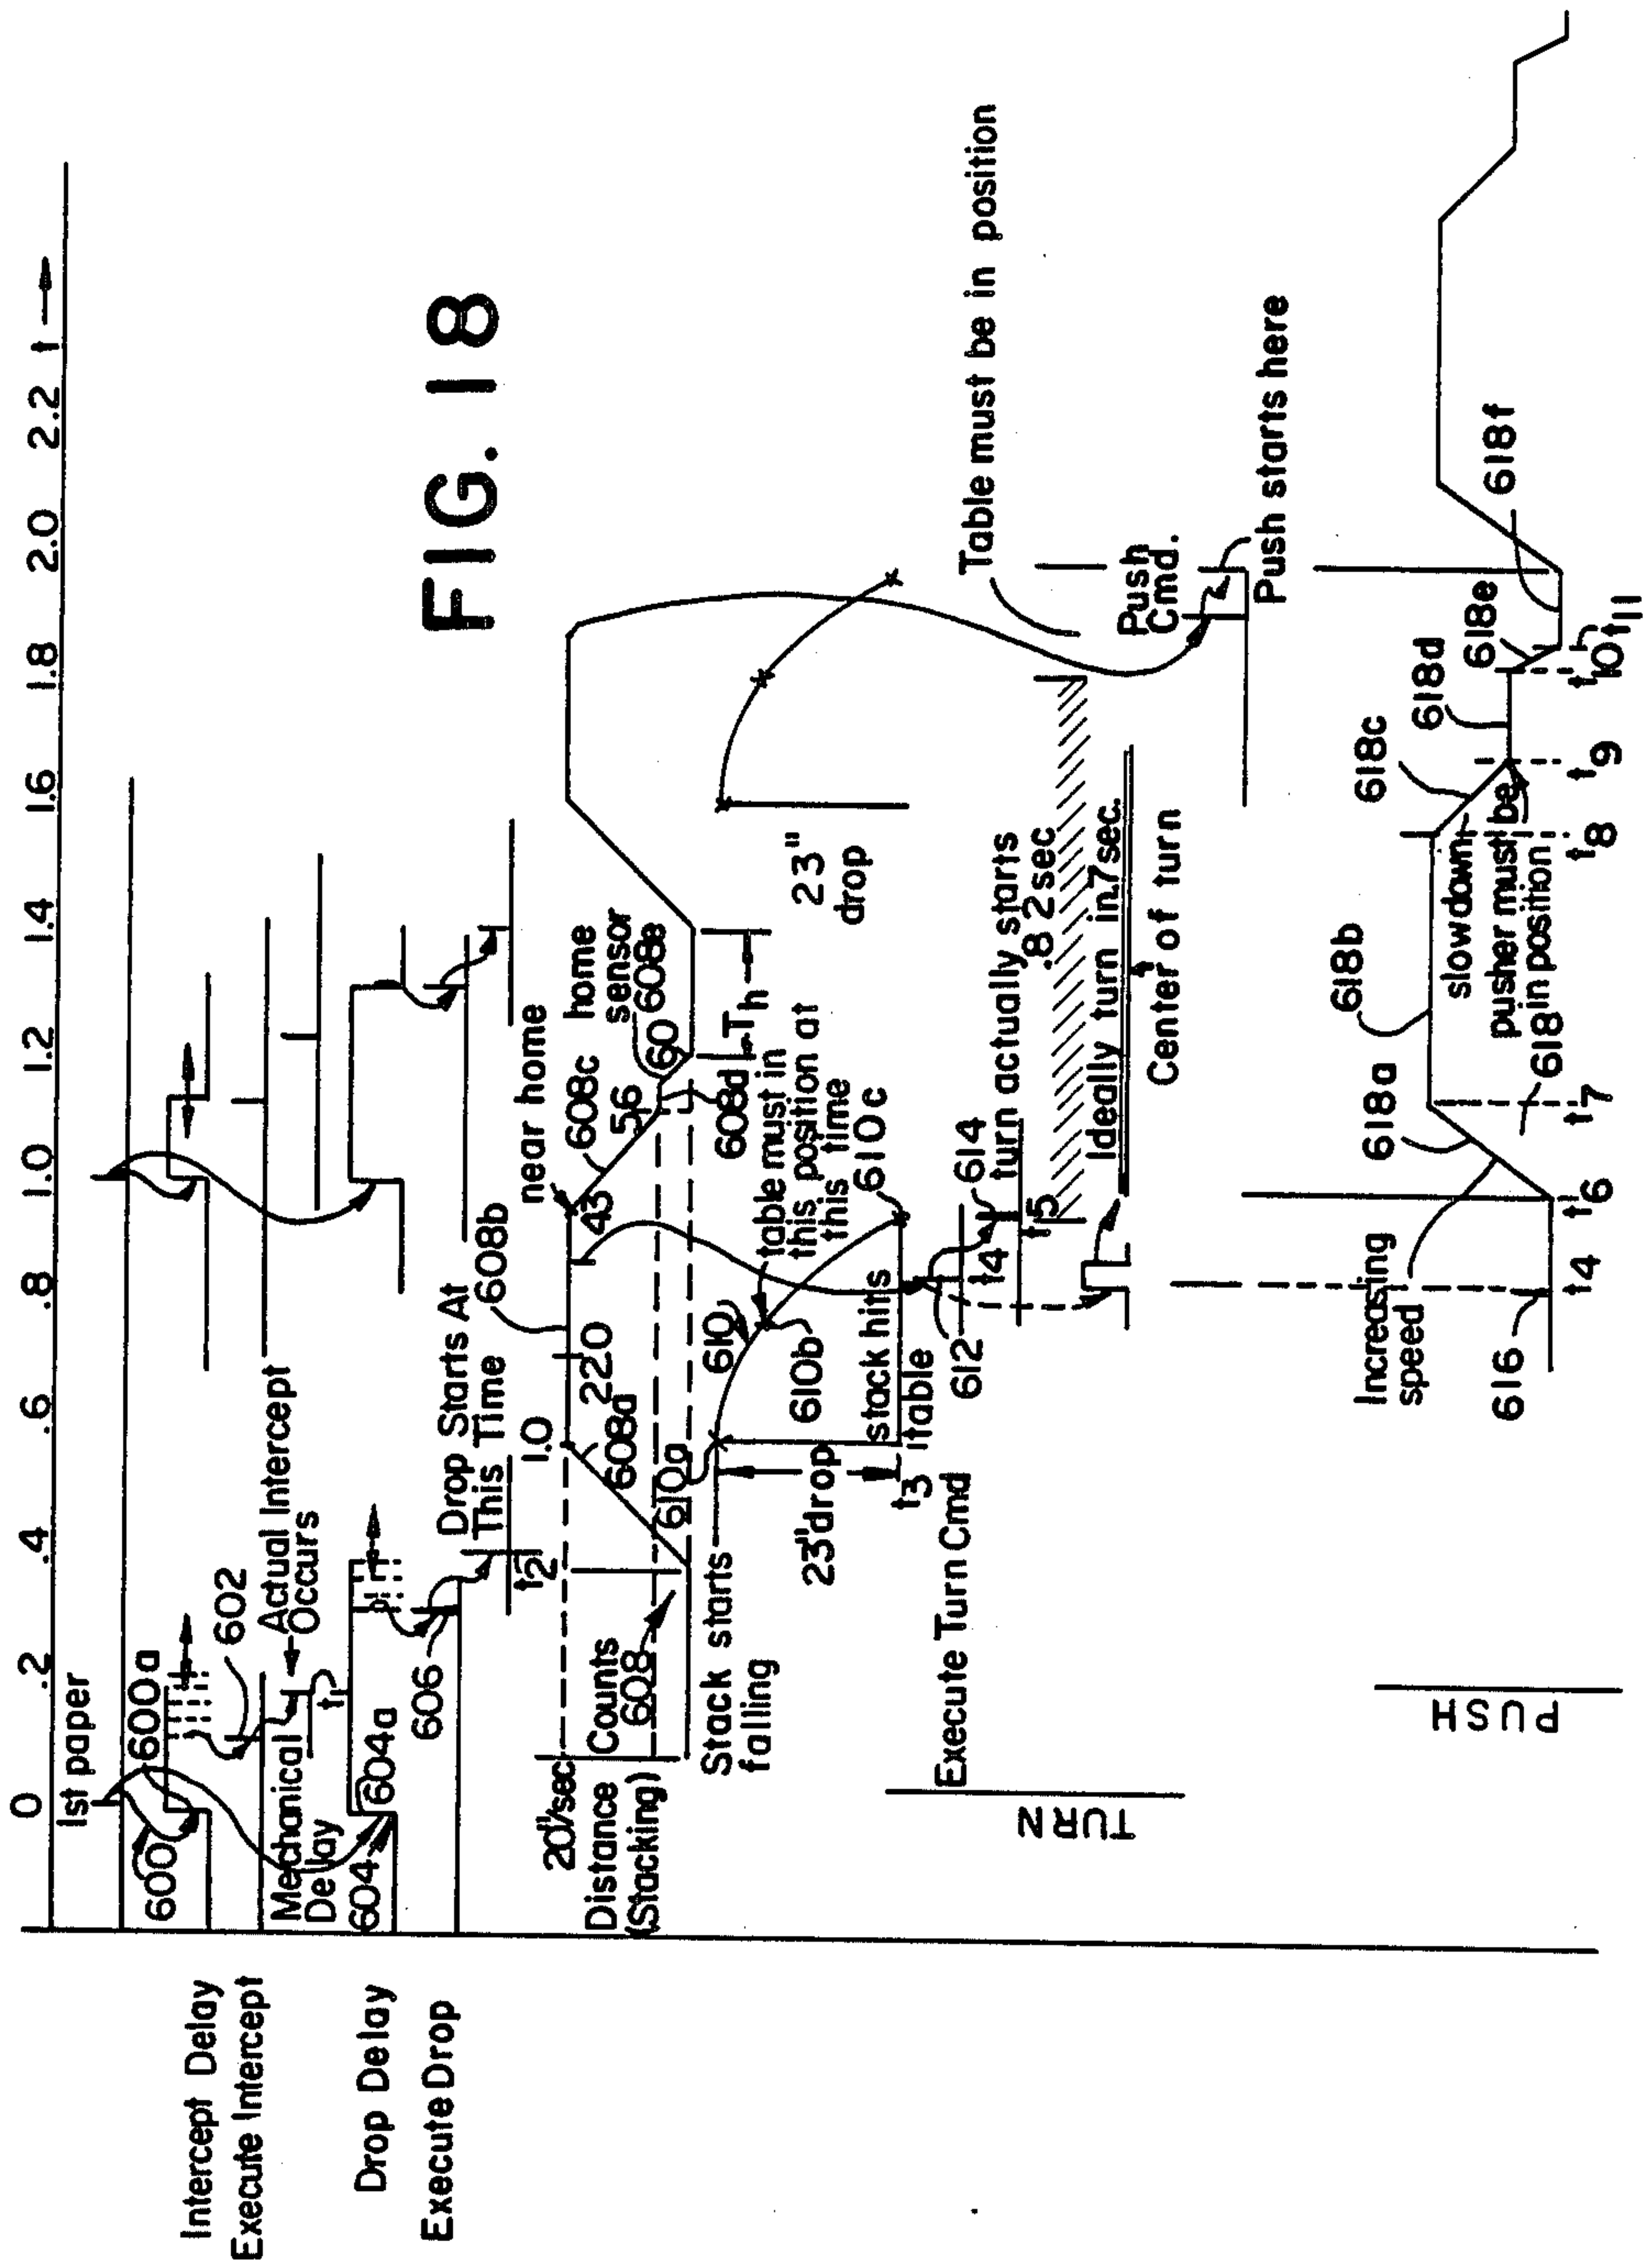 FIG. 18
0 .2 .4 .6 .8 1.0 1.2 1.4 1.6 1.8 2.0 2.2 t
1st paper
Intercept Delay
600
600a
Execute Intercept
602
Mechanical
Delay
Actual Intercept
Occurs
t1
Drop Delay
604
604a
Execute Drop
606
Drop Starts At
This Time
t2
20"/sec
Distance
(Stacking)
Counts
608
608a
1.0
220
608b
43
near home
608c
56
608d
60
608e
home
sensor
Th
Stack starts
falling
610a
610
610b
610c
23" drop
stack hits
table
t3
table must in
this position at
this time
23"
drop
TURN
Execute Turn Cmd
612
t4
614
t5
turn actually starts
.82sec
Ideally turn in.7sec.
Center of turn
Table must be in position
Push
Cmd.
Push starts here
PUSH
616
t4
Increasing
speed
t6
618a
t7
618
618b
slowdown
pusher must be
in position
t8
618c
t9
618d
t10
618e
t11
618f